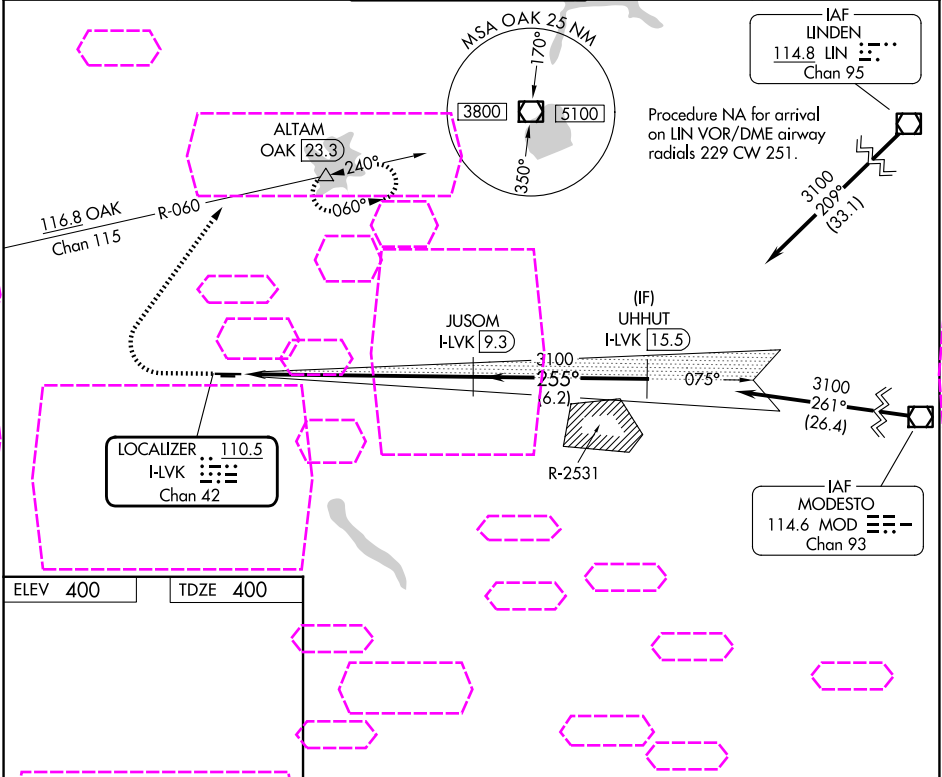 MSA OAK 25 NM
170°
3800
5100
350°
IAF
LINDEN
114.8 LIN
Chan 95
Procedure NA for arrival
on LIN VOR/DME airway
radials 229 CW 251.
3100
209°
(33.1)
ALTAM
OAK 23.3
240°
060°
116.8 OAK
R-060
Chan 115
JUSOM
I-LVK 9.3
(IF)
UHHUT
I-LVK 15.5
3100
255°
(6.2)
075°
3100
261°
(26.4)
R-2531
LOCALIZER 110.5
I-LVK
Chan 42
IAF
MODESTO
114.6 MOD
Chan 93
ELEV 400
TDZE 400